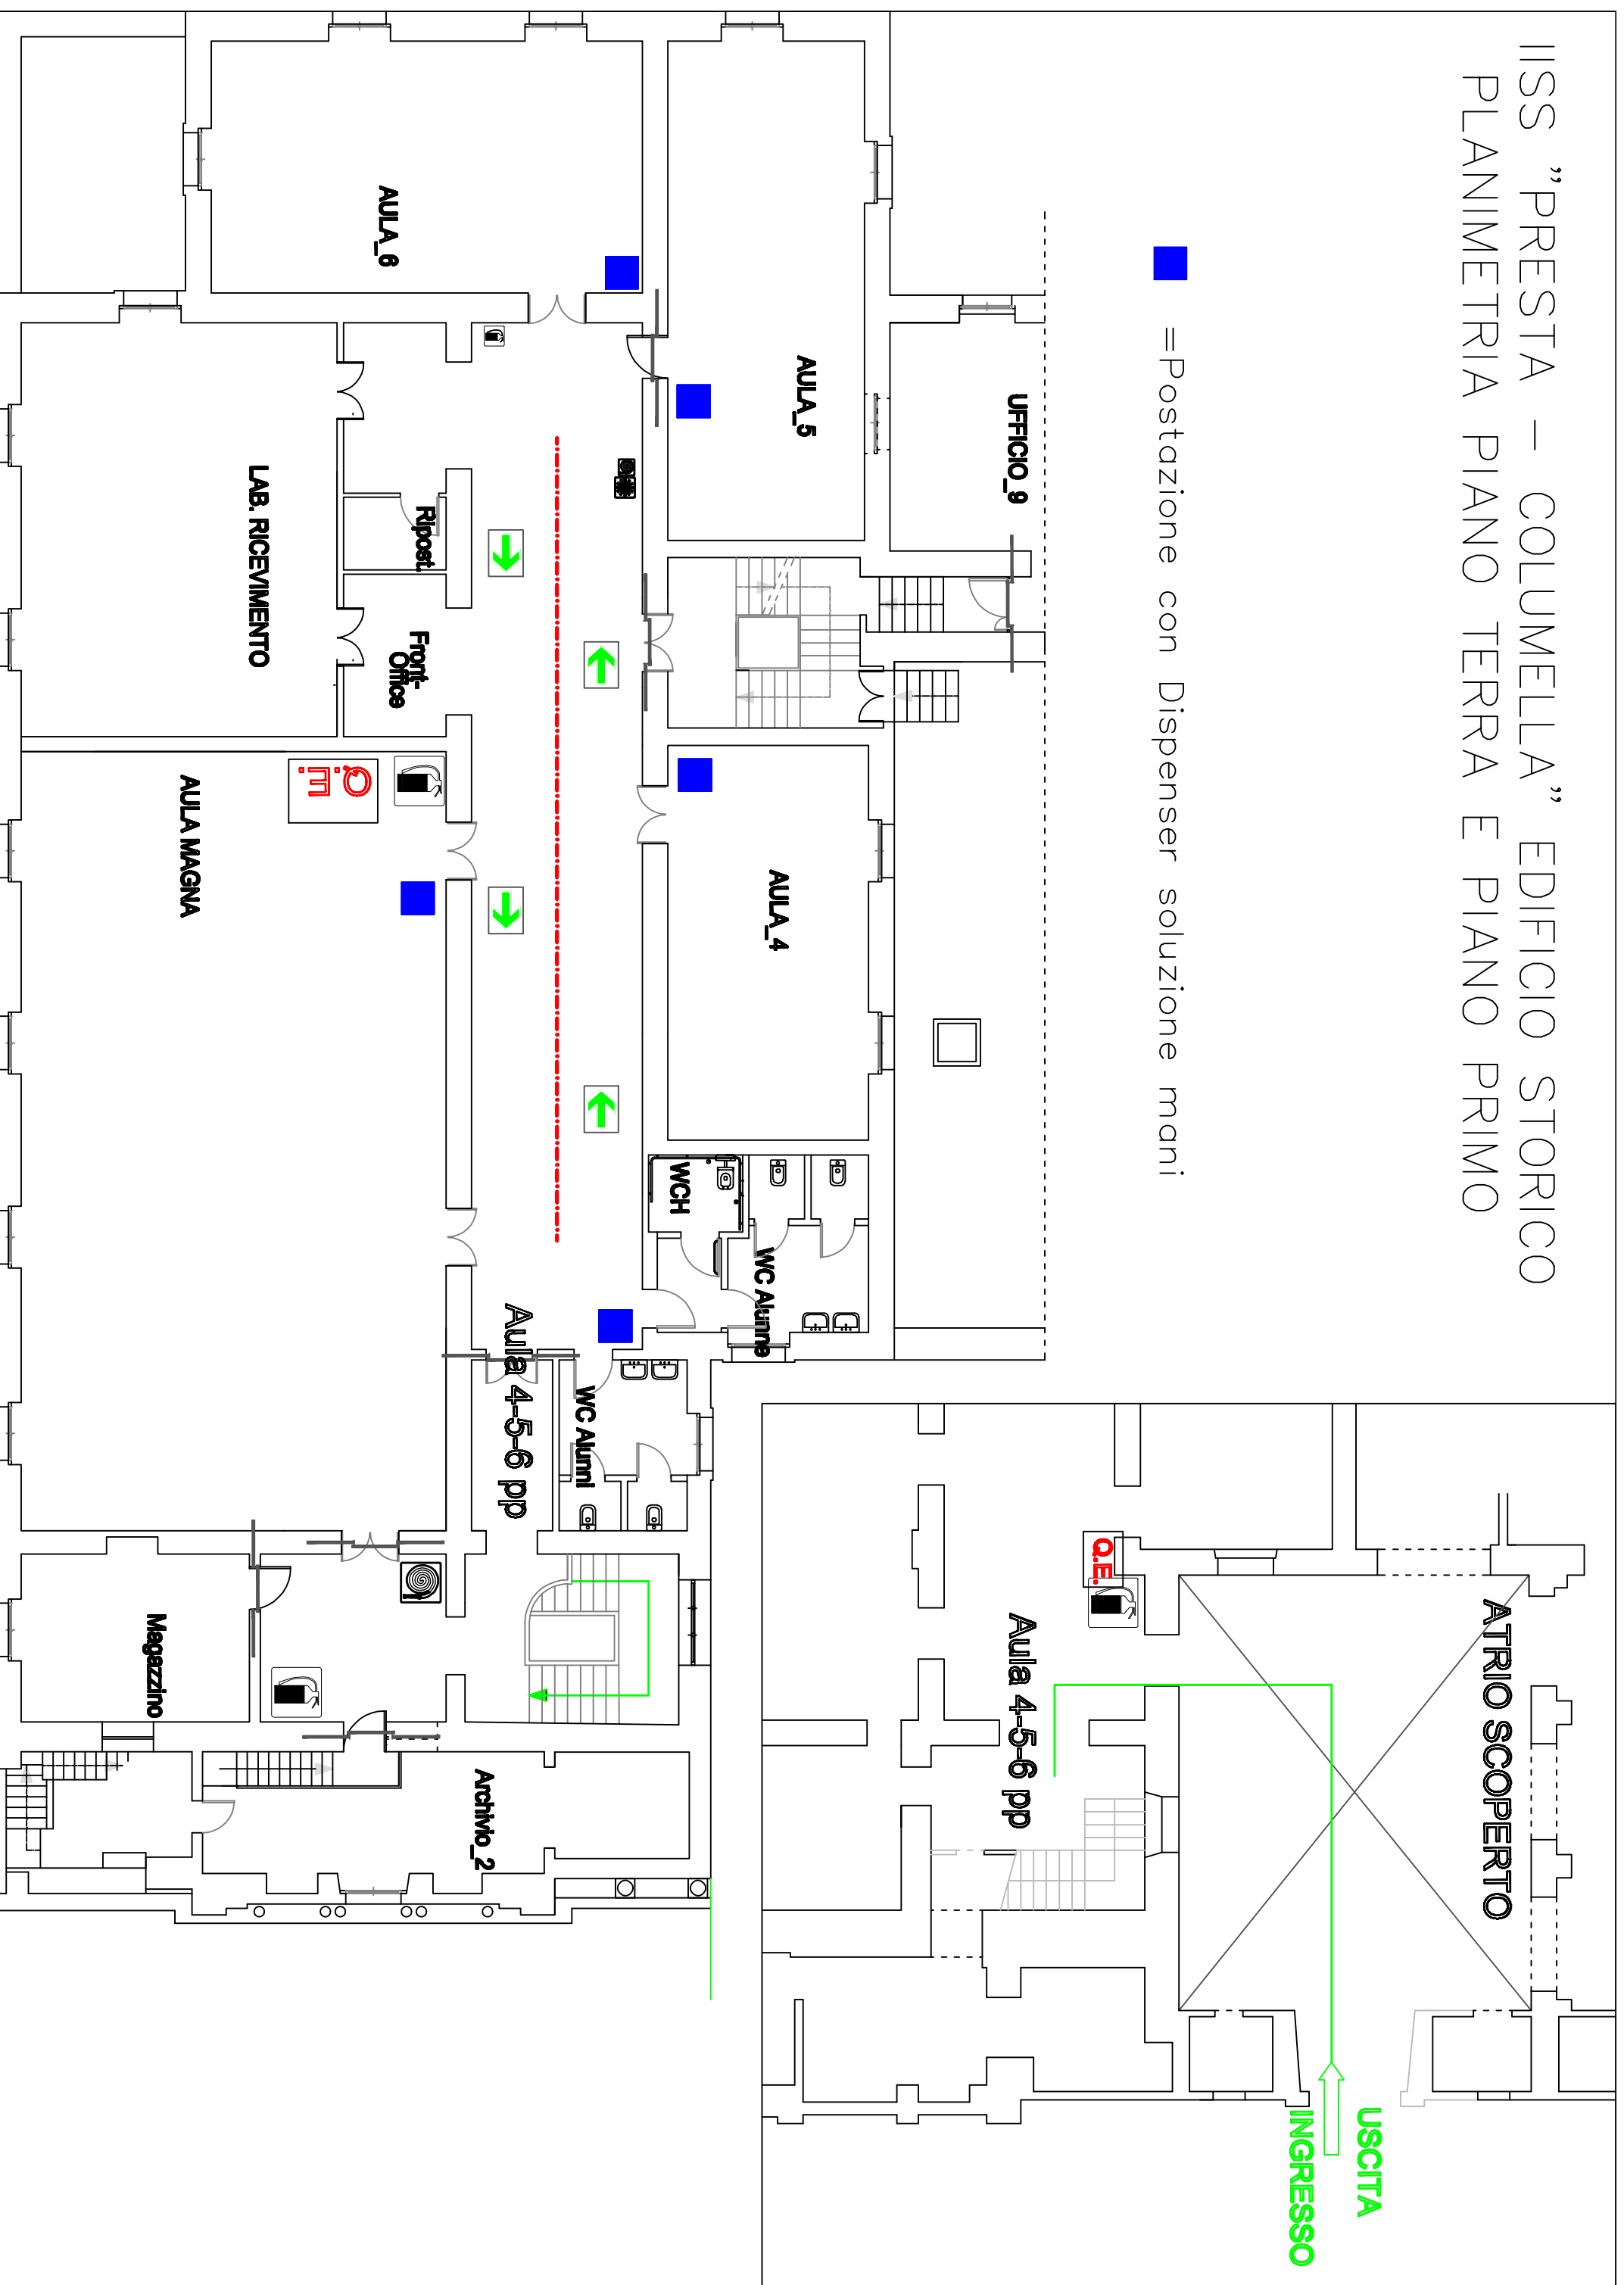 IISS "PRESTA – COLUMELLA" EDIFICIO STORICO
PLANIMETRIA PIANO TERRA E PIANO PRIMO
=Postazione con Dispenser soluzione mani
UFFICIO_9
AULA_5
AULA_4
AULA_6
WCH
WC Alunne
WC Alunni
Aula 4-5-6 pp
Ripost.
Front-
Office
LAB. RICEVIMENTO
Q.E.
AULA MAGNA
Magazzino
Archivio_2
ATRIO SCOPERTO
Q.E.
Aula 4-5-6 pp
USCITA
INGRESSO